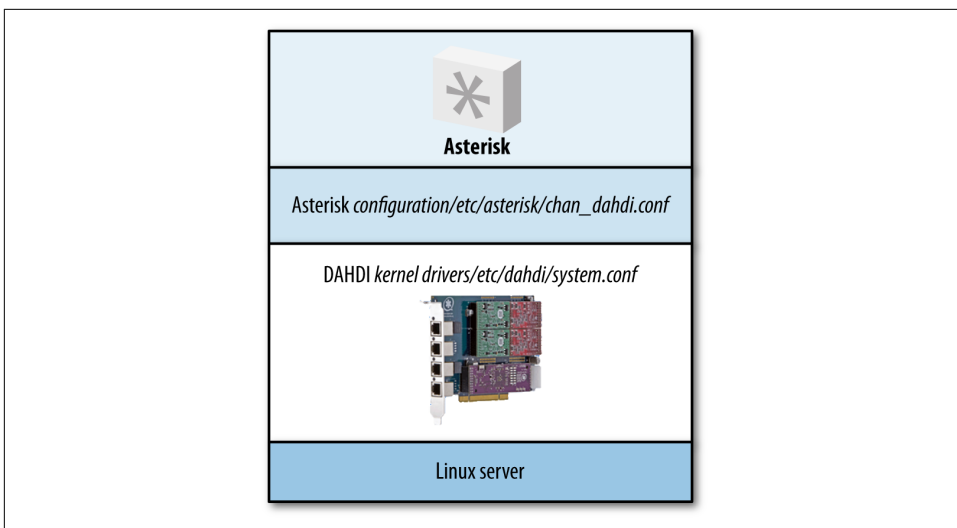 Asterisk
Asterisk configuration/etc/asterisk/chan_dahdi.conf
DAHDI kernel drivers/etc/dahdi/system.conf
Linux server